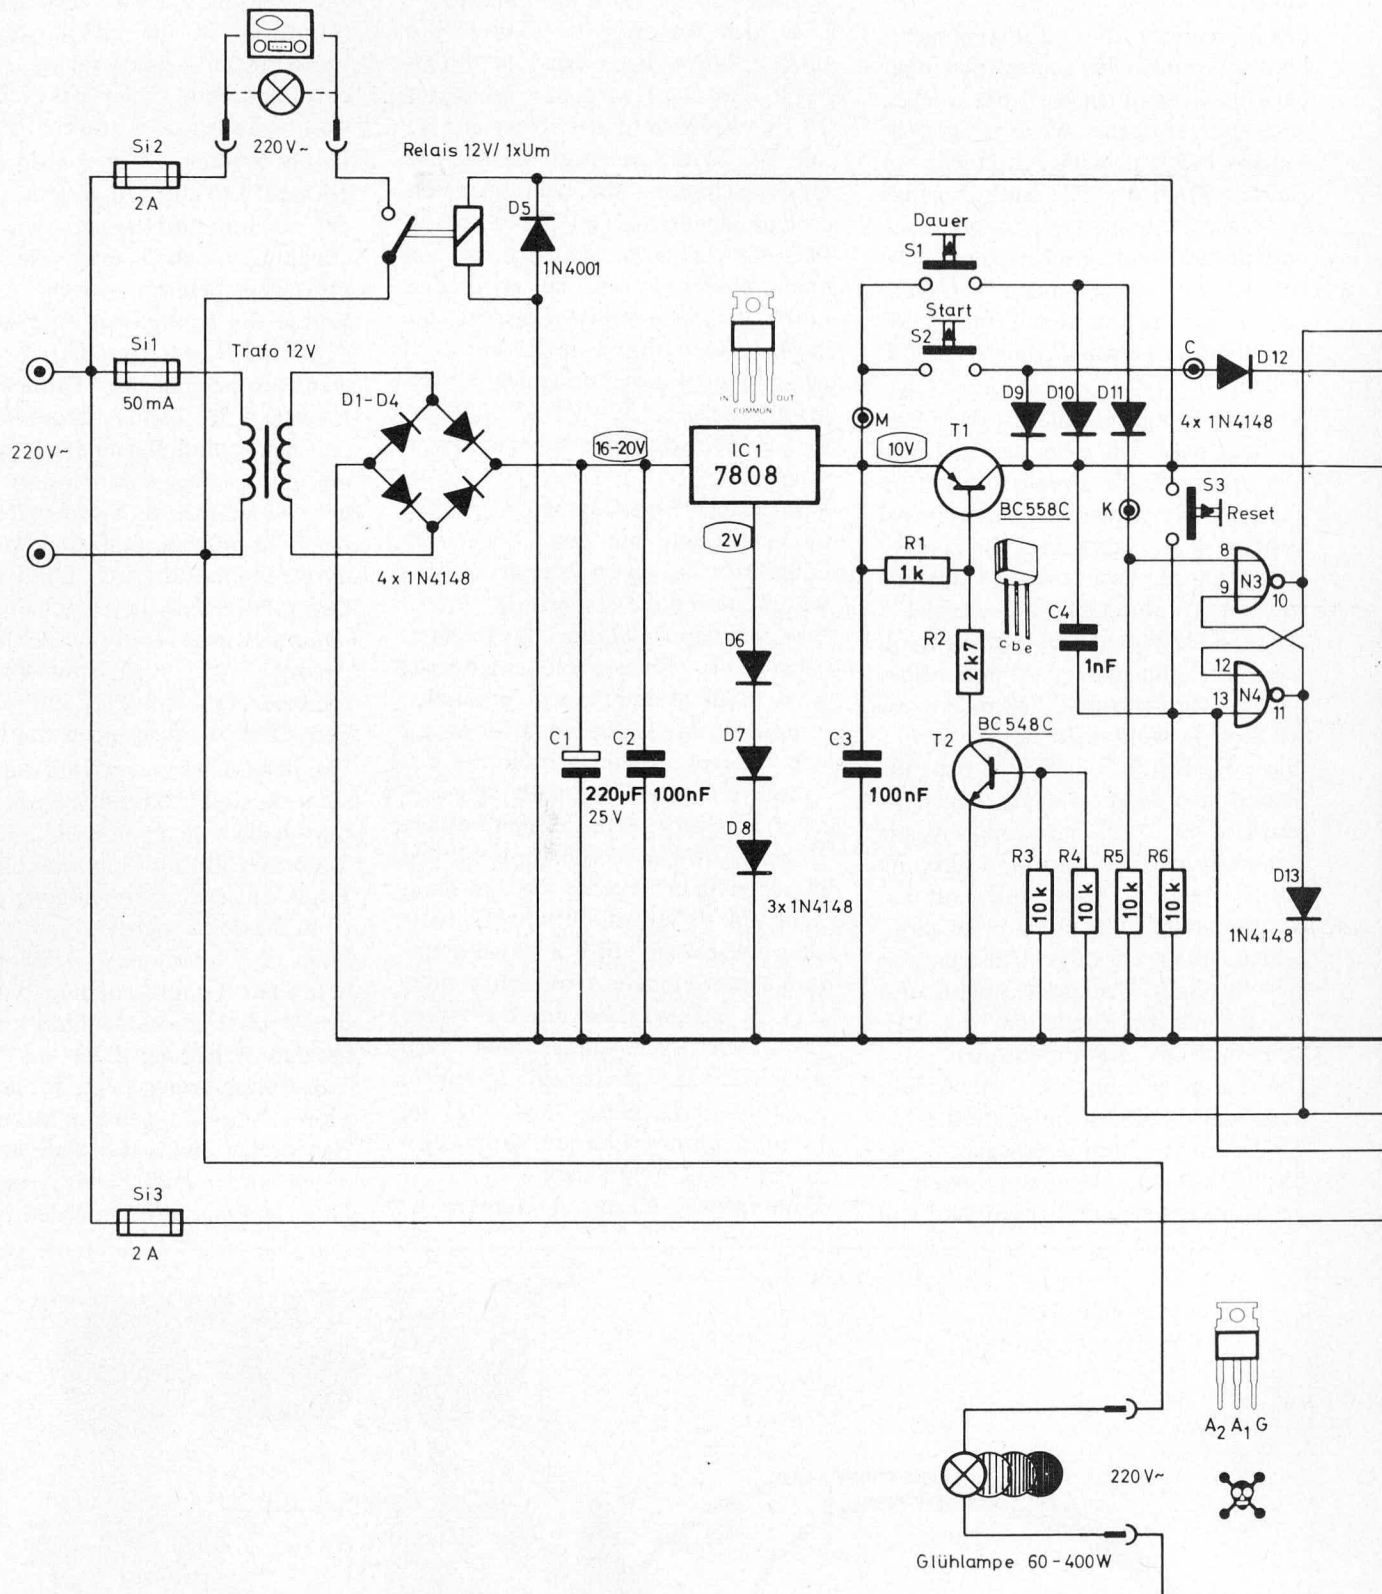 Si2
2A
220V~
Relais 12V/ 1xUm
D5
1N4001
Dauer
S1
Start
S2
Si1
50mA
Trafo 12V
D1-D4
IN
COMMON
OUT
M
C
D12
D9
D10
D11
4x 1N4148
220V~
16-20V
IC1
7808
10V
T1
BC558C
K
S3
Reset
2V
4x 1N4148
R1
1k
8
9
N3
10
C4
1nF
c b e
R2
2k7
D6
12
13
N4
11
BC548C
T2
C1
220µF
25V
C2
100nF
D7
C3
100nF
D8
3x1N4148
R3
10k
R4
10k
R5
10k
R6
10k
D13
1N4148
Si3
2A
A2 A1 G
220V~
Glühlampe 60-400W